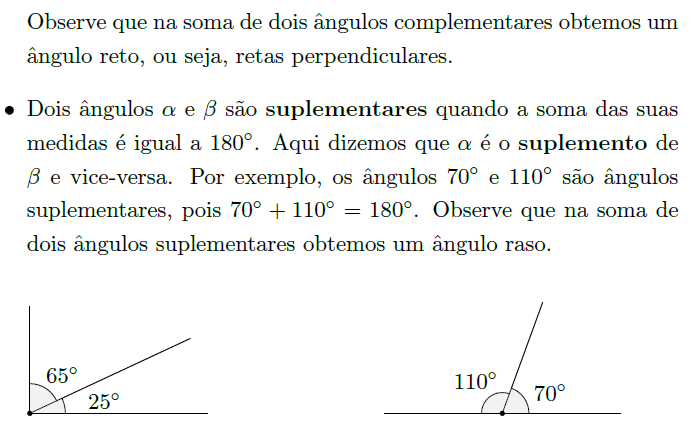 Observe que na soma de dois ângulos complementares obtemos um
ângulo reto, ou seja, retas perpendiculares.
• Dois ângulos α e β são suplementares quando a soma das suas
medidas é igual a 180°. Aqui dizemos que α é o suplemento de
β e vice-versa. Por exemplo, os ângulos 70° e 110° são ângulos
suplementares, pois 70° + 110° = 180°. Observe que na soma de
dois ângulos suplementares obtemos um ângulo raso.
65°
25°
110°
70°